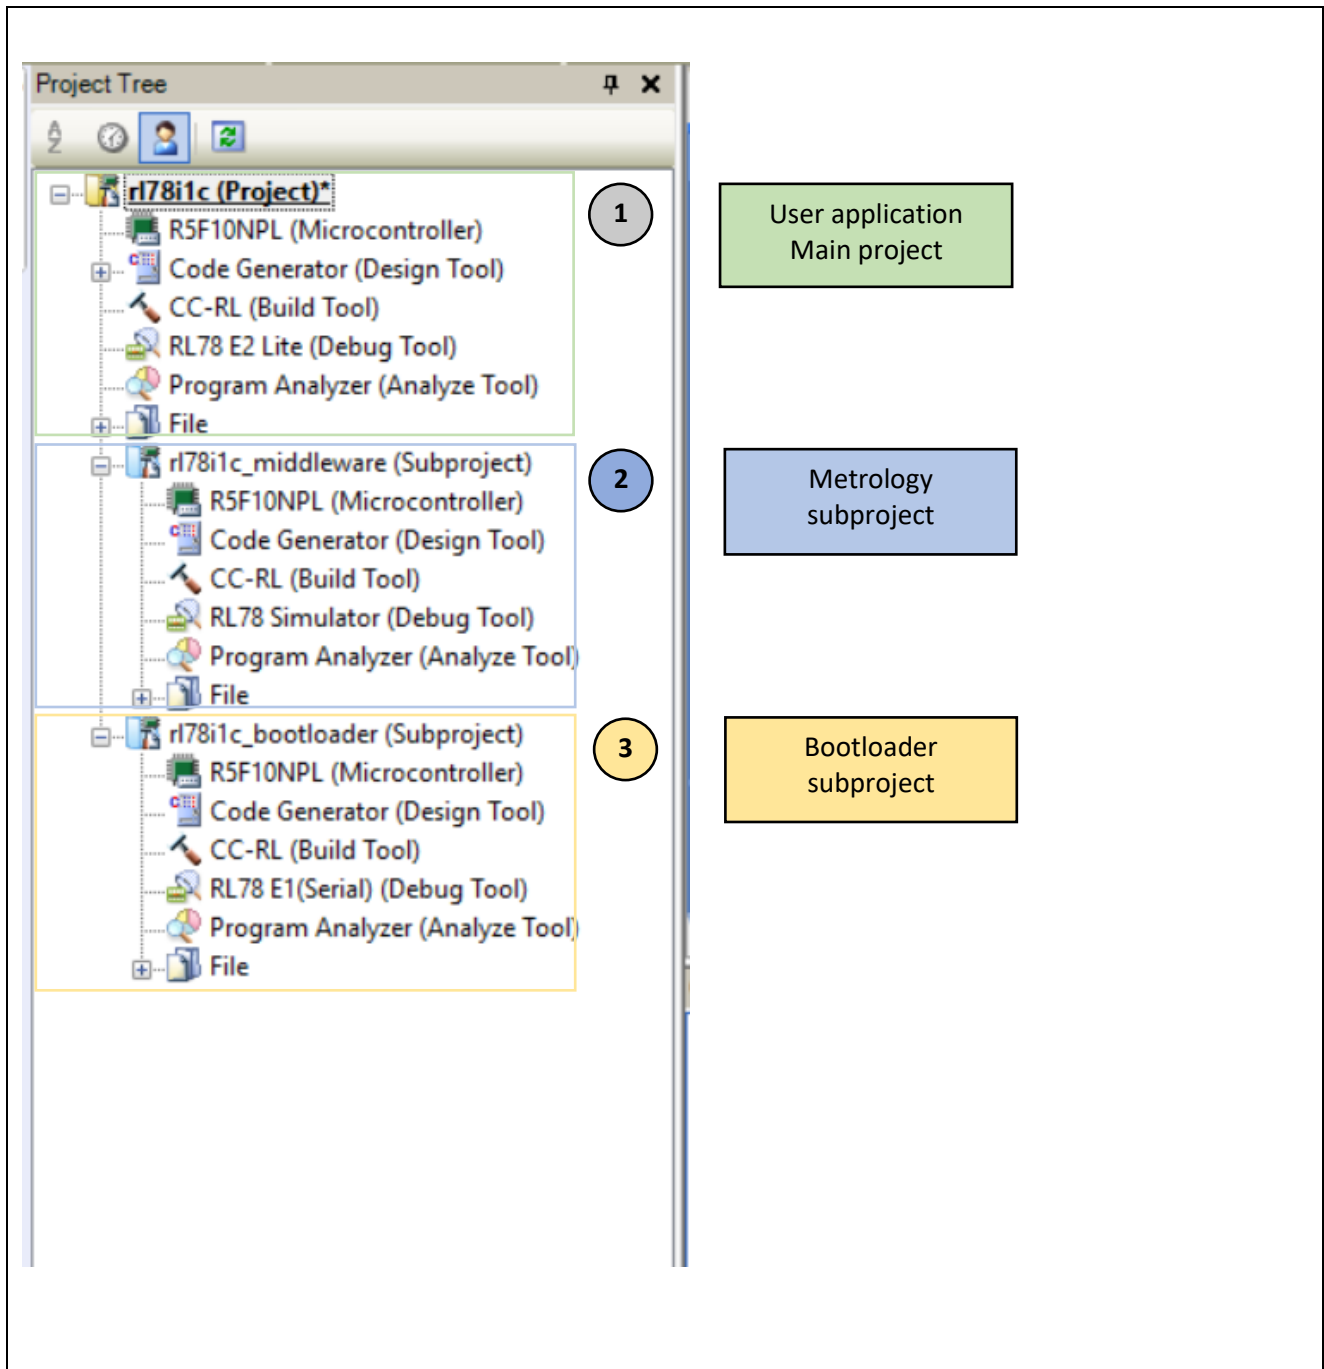 Project Tree
rl78i1c (Project)*
R5F10NPL (Microcontroller)
Code Generator (Design Tool)
CC-RL (Build Tool)
RL78 E2 Lite (Debug Tool)
Program Analyzer (Analyze Tool)
File
rl78i1c_middleware (Subproject)
R5F10NPL (Microcontroller)
Code Generator (Design Tool)
CC-RL (Build Tool)
RL78 Simulator (Debug Tool)
Program Analyzer (Analyze Tool)
File
rl78i1c_bootloader (Subproject)
R5F10NPL (Microcontroller)
Code Generator (Design Tool)
CC-RL (Build Tool)
RL78 E1(Serial) (Debug Tool)
Program Analyzer (Analyze Tool)
File
1
User application
Main project
2
Metrology
subproject
3
Bootloader
subproject